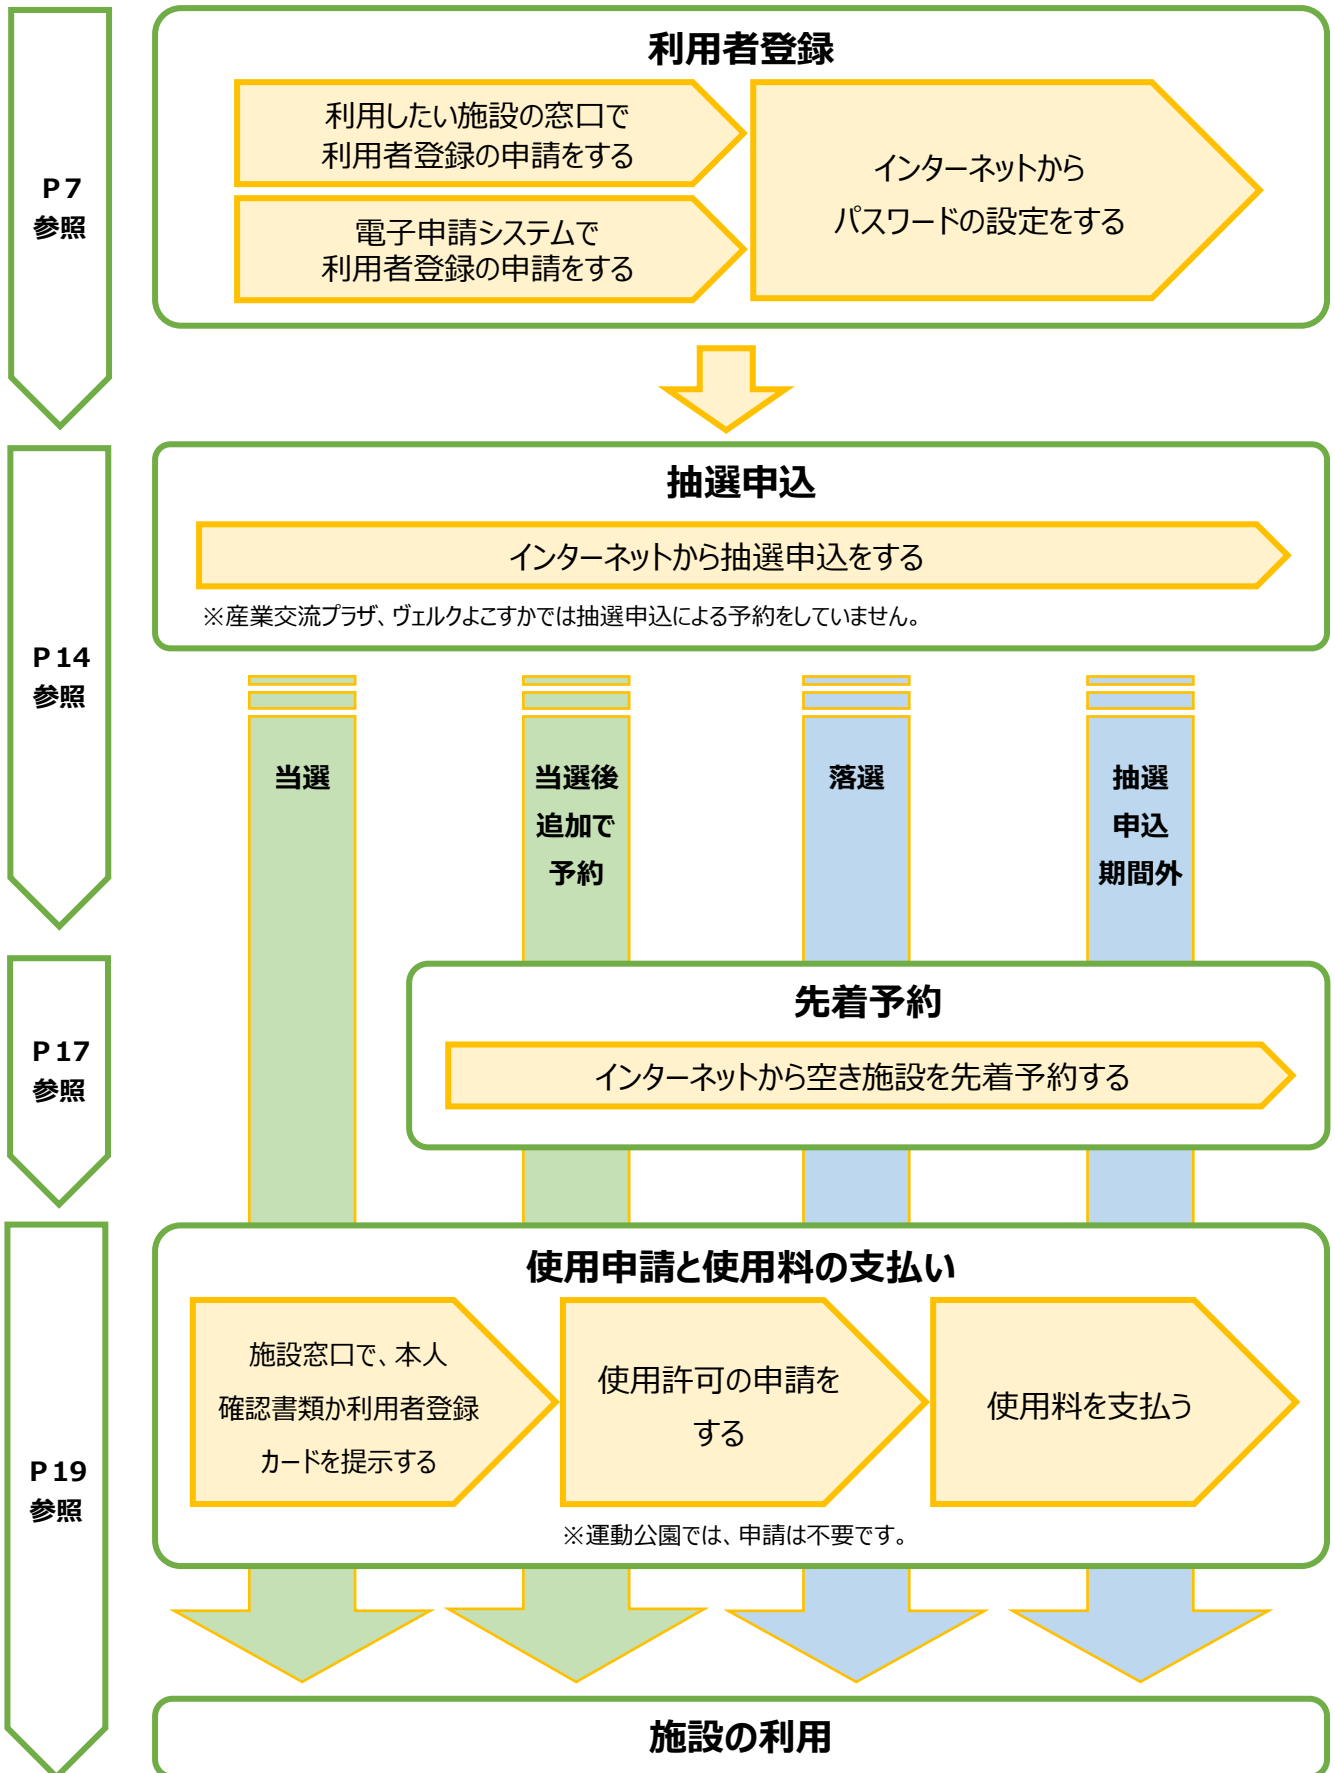 P7
参照
利用者登録
利用したい施設の窓口で
利用者登録の申請をする
電子申請システムで
利用者登録の申請をする
インターネットから
パスワードの設定をする
P14
参照
抽選申込
インターネットから抽選申込をする
※産業交流プラザ、ヴェルクよこすかでは抽選申込による予約をしていません。
当選
当選後
追加で
予約
落選
抽選
申込
期間外
P17
参照
先着予約
インターネットから空き施設を先着予約する
P19
参照
使用申請と使用料の支払い
施設窓口で、本人
確認書類か利用者登録
カードを提示する
使用許可の申請を
する
使用料を支払う
※運動公園では、申請は不要です。
施設の利用